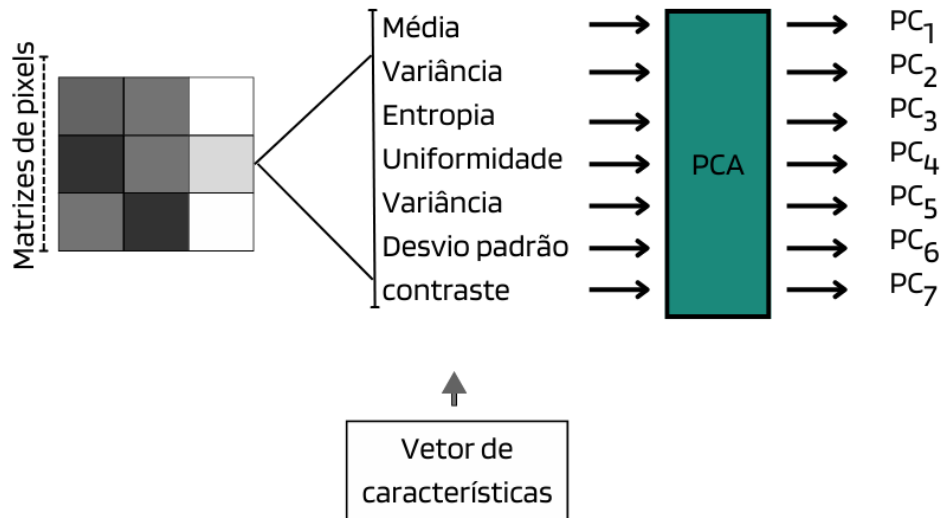 Matrizes de pixels
Média
Variância
Entropia
Uniformidade
Variância
Desvio padrão
contraste
PCA
PC1
PC2
PC3
PC4
PC5
PC6
PC7
Vetor de
características